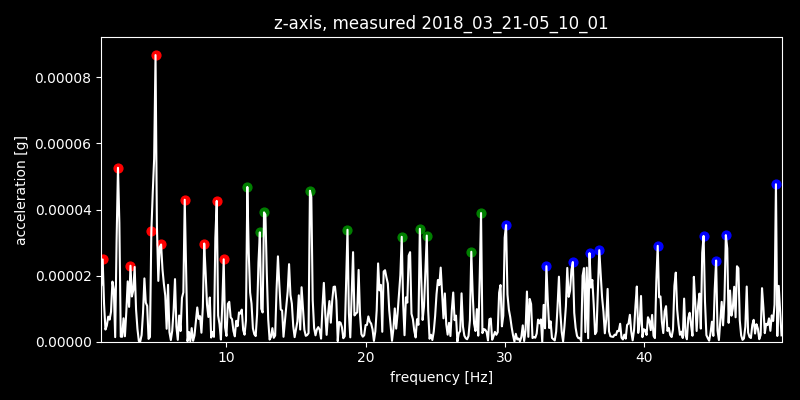 z-axis, measured 2018_03_21-05_10_01
0.00008
0.00006
0.00004
0.00002
0.00000
acceleration [g]
10 20 30 40
frequency [Hz]